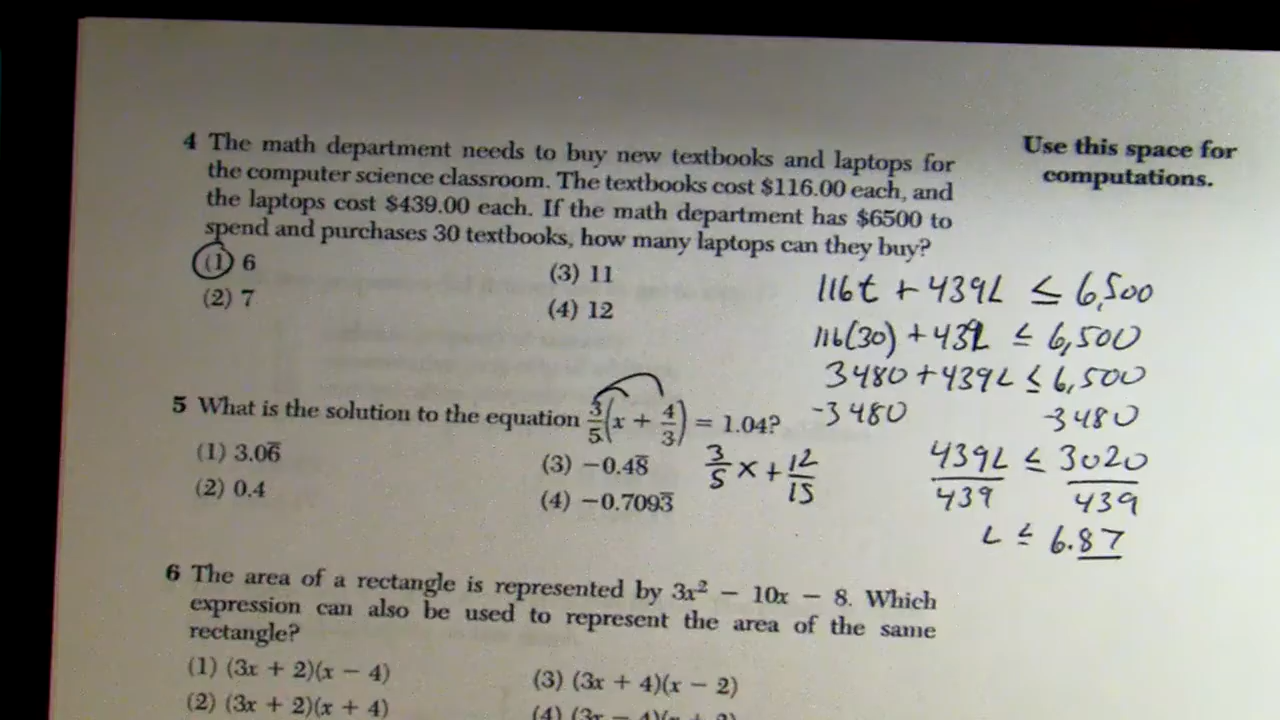 4 The math department needs to buy new textbooks and laptops for
the computer science classroom. The textbooks cost $116.00 each, and
the laptops cost $439.00 each. If the math department has $6500 to
spend and purchases 30 textbooks, how many laptops can they buy?
(1) 6
(3) 11
(2) 7
(4) 12
Use this space for
computations.
116t + 439L ≤ 6,500
116(30) + 439L ≤ 6,500
3480 + 439L ≤ 6,500
-3480 -3480
439L ≤ 3020
439 439
L ≤ 6.87
5 What is the solution to the equation 3/5(x + 4/3) = 1.04?
(1) 3.06̅
(3) −0.48̅
(2) 0.4
(4) −0.7093̅
3/5 x + 12/15
6 The area of a rectangle is represented by 3x² − 10x − 8. Which
expression can also be used to represent the area of the same
rectangle?
(1) (3x + 2)(x − 4)
(3) (3x + 4)(x − 2)
(2) (3x + 2)(x + 4)
(4) (3x − 4)(x + 2)